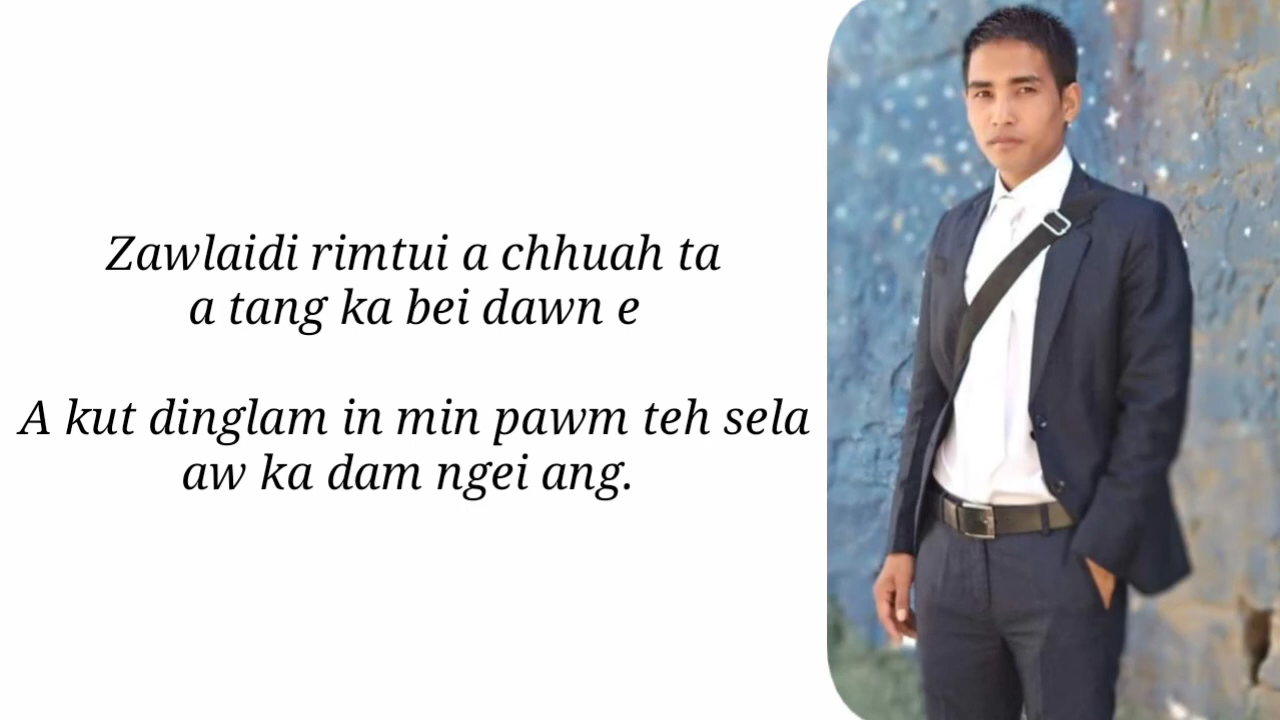 Zawlaidi rimtui a chhuah ta
a tang ka bei dawn e
A kut dinglam in min pawm teh sela
aw ka dam ngei ang.